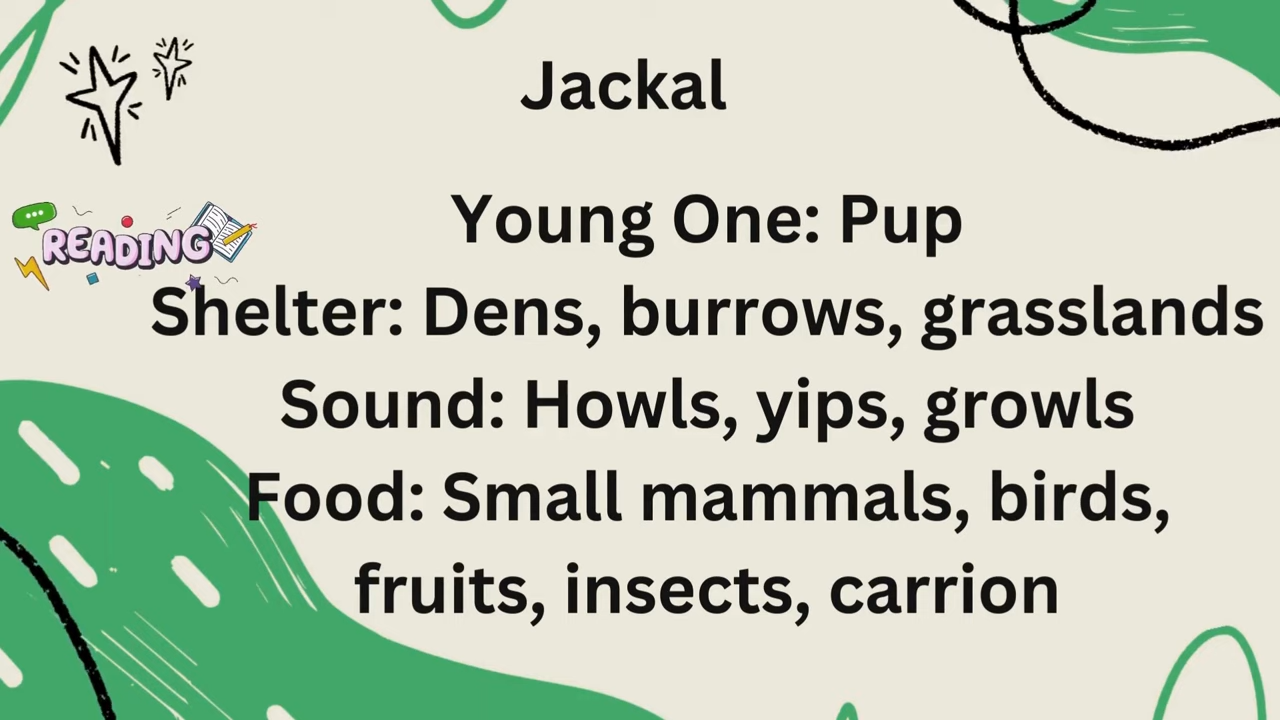 Jackal
READING
Young One: Pup
Shelter: Dens, burrows, grasslands
Sound: Howls, yips, growls
Food: Small mammals, birds,
fruits, insects, carrion